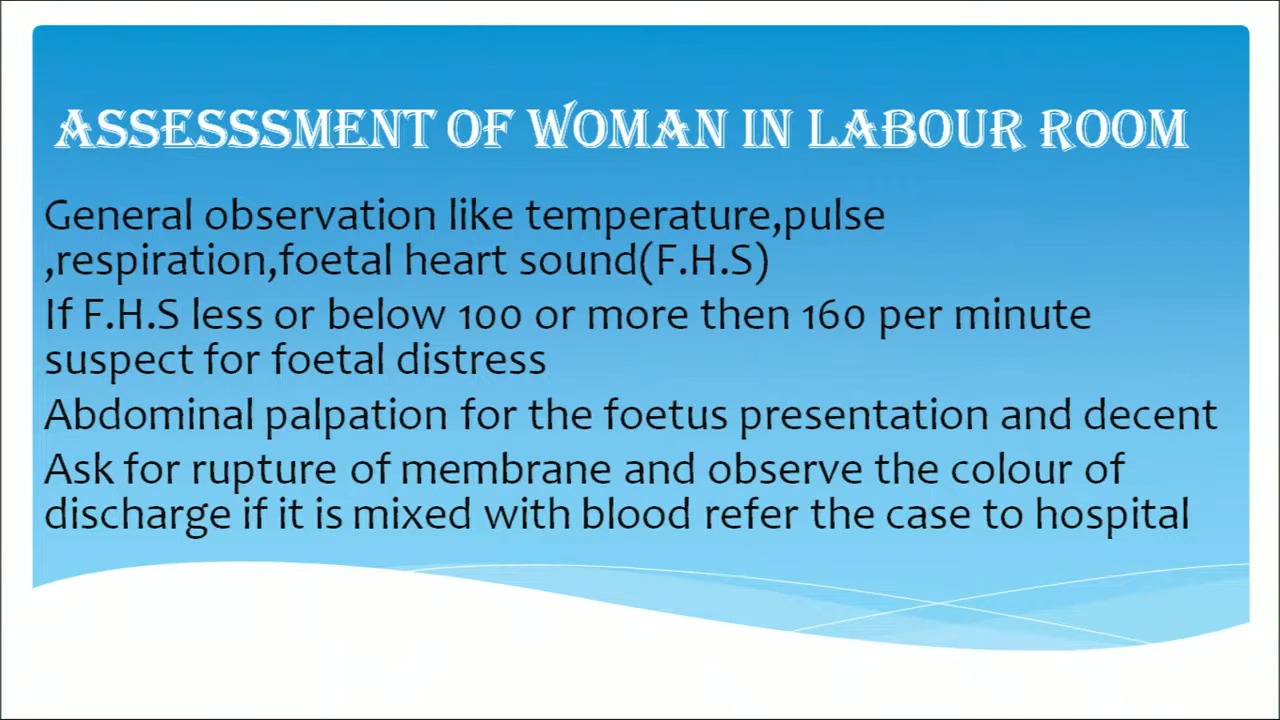 ASSESSSMENT OF WOMAN IN LABOUR ROOM
General observation like temperature,pulse
,respiration,foetal heart sound(F.H.S)
If F.H.S less or below 100 or more then 160 per minute
suspect for foetal distress
Abdominal palpation for the foetus presentation and decent
Ask for rupture of membrane and observe the colour of
discharge if it is mixed with blood refer the case to hospital